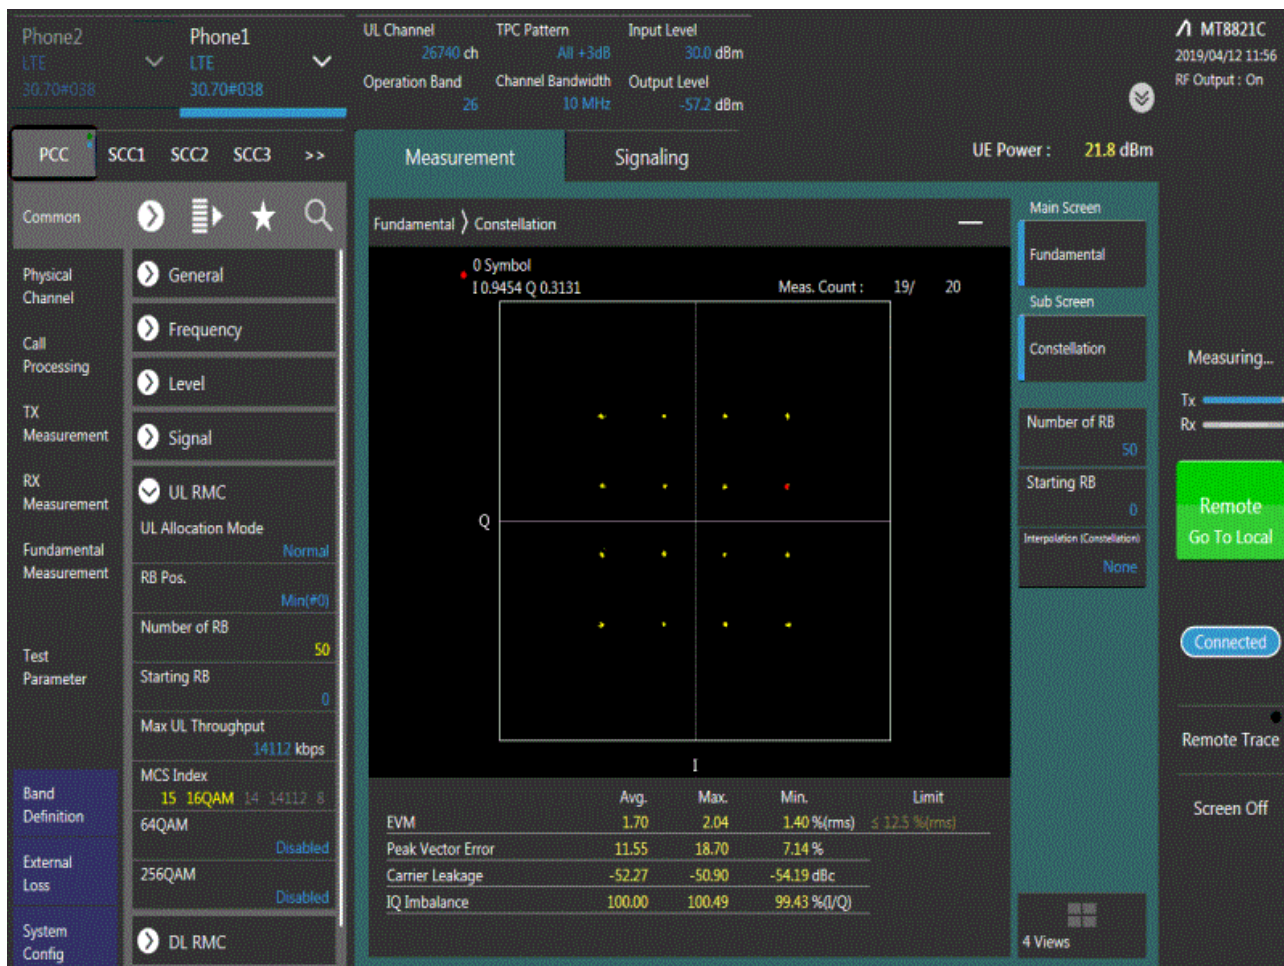 Phone2
LTE
30.70#038
Phone1
LTE
30.70#038
UL Channel
26740 ch
TPC Pattern
All +3dB
Input Level
30.0 dBm
Operation Band
26
Channel Bandwidth
10 MHz
Output Level
-57.2 dBm
MT8821C
2019/04/12 11:56
RF Output : On
PCC SCC1 SCC2 SCC3 >>
Measurement
Signaling
UE Power : 21.8 dBm
Common
Physical
Channel
Call
Processing
TX
Measurement
RX
Measurement
Fundamental
Measurement
Test
Parameter
Band
Definition
External
Loss
System
Config
General
Frequency
Level
Signal
UL RMC
UL Allocation Mode
Normal
RB Pos.
Min(#0)
Number of RB
50
Starting RB
0
Max UL Throughput
14112 kbps
MCS Index
15 16QAM 14 14112 8
64QAM
Disabled
256QAM
Disabled
DL RMC
Fundamental 〉 Constellation
0 Symbol
I 0.9454 Q 0.3131
Meas. Count : 19/ 20
Q
I
Avg. Max. Min. Limit
EVM 1.70 2.04 1.40 %(rms) ≤ 12.5 %(rms)
Peak Vector Error 11.55 18.70 7.14 %
Carrier Leakage -52.27 -50.90 -54.19 dBc
IQ Imbalance 100.00 100.49 99.43 %(I/Q)
Main Screen
Fundamental
Sub Screen
Constellation
Number of RB
50
Starting RB
0
Interpolation (Constellation)
None
4 Views
Measuring...
Tx
Rx
Remote
Go To Local
Connected
Remote Trace
Screen Off